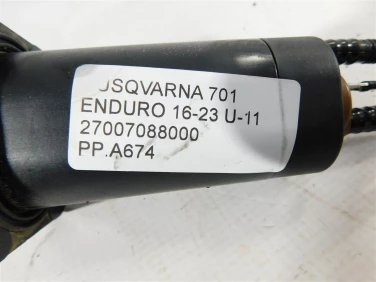 USQVARNA 701
ENDURO 16-23 U-11
27007088000
PP.A674